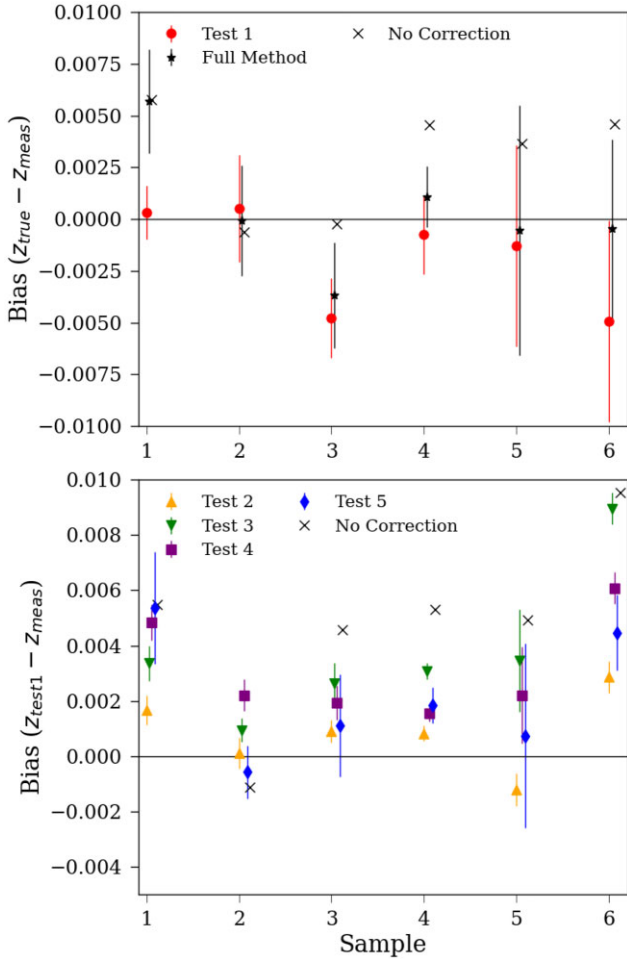 0.0100
Test 1
No Correction
Full Method
0.0075
0.0050
0.0025
0.0000
−0.0025
−0.0050
−0.0075
−0.0100
Bias (z_true − z_meas)
1 2 3 4 5 6
0.010
Test 2
Test 5
Test 3
No Correction
Test 4
0.008
0.006
0.004
0.002
0.000
−0.002
−0.004
Bias (z_test1 − z_meas)
1 2 3 4 5 6
Sample